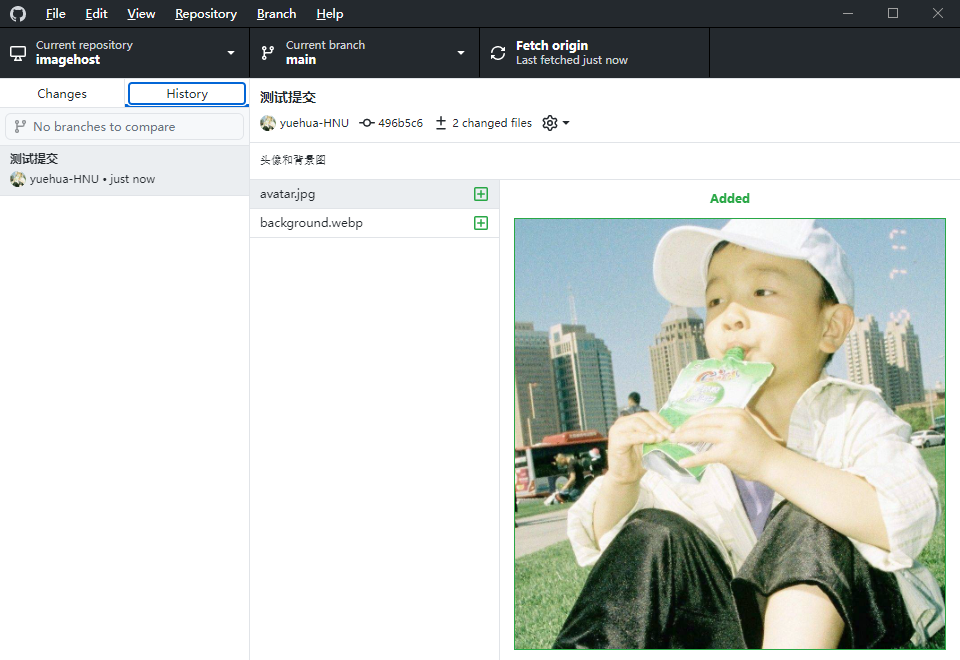 File Edit View Repository Branch Help
Current repository
imagehost
Current branch
main
Fetch origin
Last fetched just now
Changes
History
No branches to compare
测试提交
yuehua-HNU • just now
测试提交
yuehua-HNU 496b5c6 2 changed files
头像和背景图
avatar.jpg
background.webp
Added